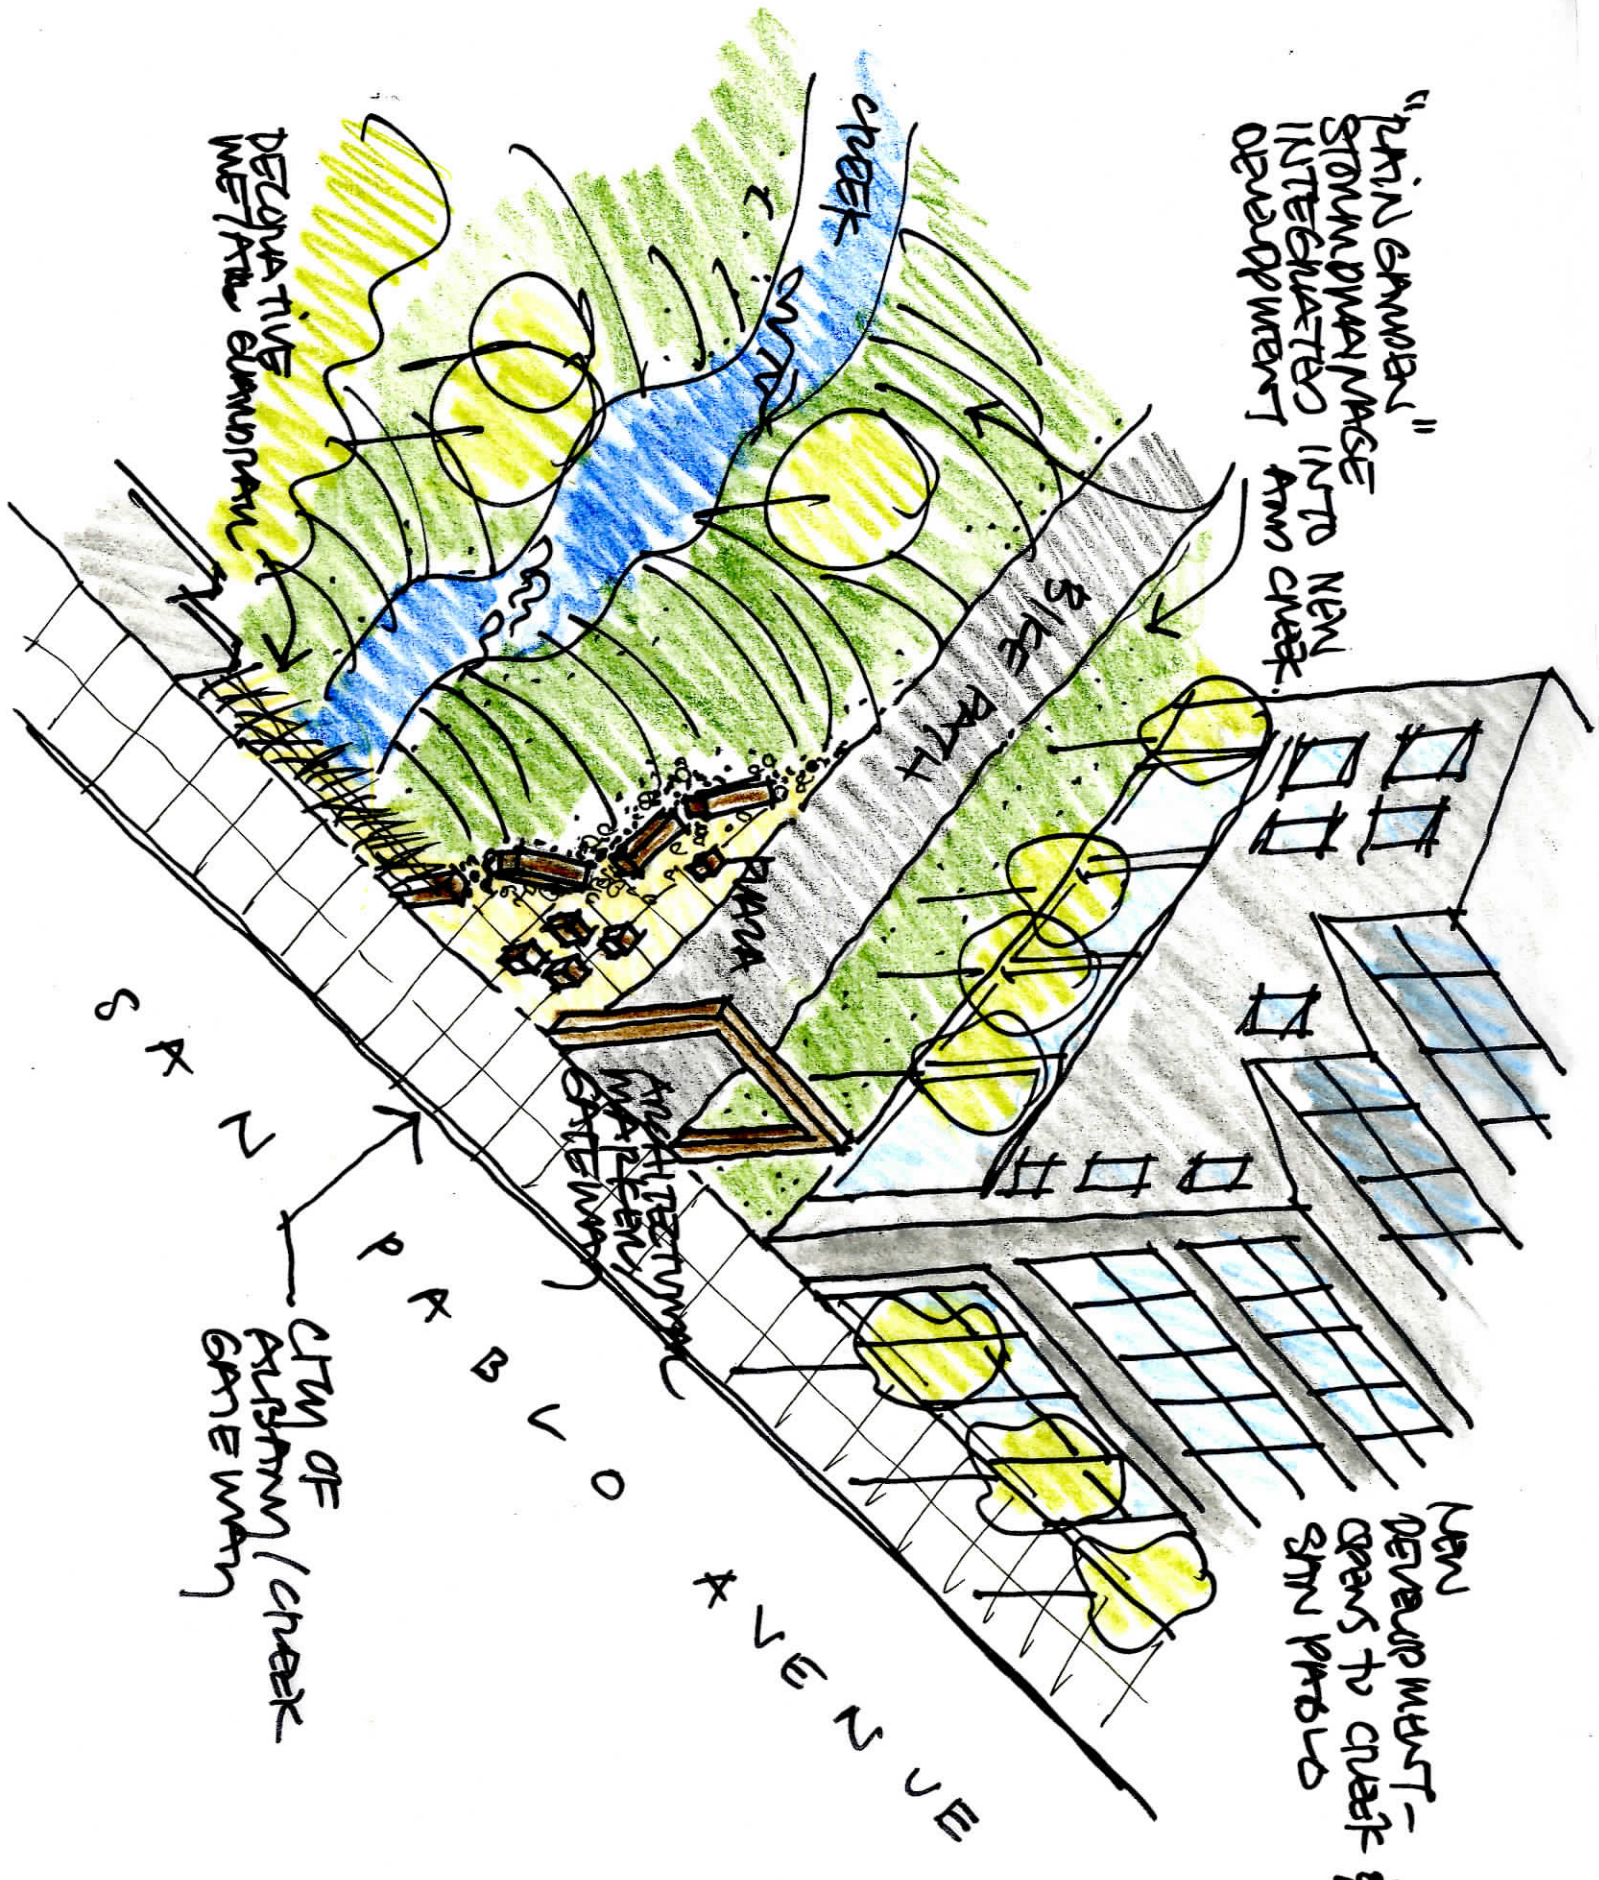 "RAIN GARDEN"
STORM DRAINAGE
INTEGRATED INTO NEW
DEVELOPMENT AND CREEK.
CREEK
BIKE PATH
PLAZA
DECORATIVE
METAL GUARDRAIL
ARCHITECTURAL
MARKER/
GATEWAY
SAN PABLO AVENUE
CITY OF
ALBANY/CREEK
GATEWAY
NEW
DEVELOPMENT-
OPENS TO CREEK &
SAN PABLO